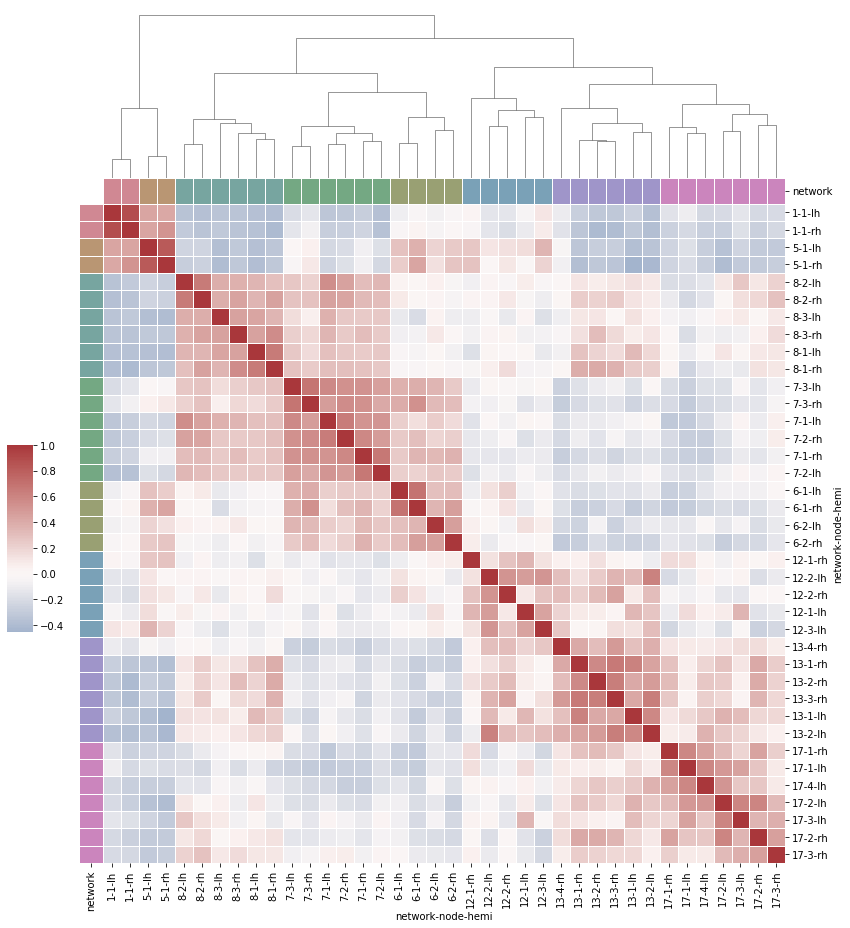 network
1-1-lh
1-1-rh
5-1-lh
5-1-rh
8-2-lh
8-2-rh
8-3-lh
8-3-rh
8-1-lh
8-1-rh
7-3-lh
7-3-rh
7-1-lh
7-2-rh
7-1-rh
7-2-lh
6-1-lh
6-1-rh
6-2-lh
6-2-rh
12-1-rh
12-2-lh
12-2-rh
12-1-lh
12-3-lh
13-4-rh
13-1-rh
13-2-rh
13-3-rh
13-1-lh
13-2-lh
17-1-rh
17-1-lh
17-4-lh
17-2-lh
17-3-lh
17-2-rh
17-3-rh
network-node-hemi
1.0
0.8
0.6
0.4
0.2
0.0
−0.2
−0.4
network
1-1-lh
1-1-rh
5-1-lh
5-1-rh
8-2-lh
8-2-rh
8-3-lh
8-3-rh
8-1-lh
8-1-rh
7-3-lh
7-3-rh
7-1-lh
7-2-rh
7-1-rh
7-2-lh
6-1-lh
6-1-rh
6-2-lh
6-2-rh
12-1-rh
12-2-lh
12-2-rh
12-1-lh
12-3-lh
13-4-rh
13-1-rh
13-2-rh
13-3-rh
13-1-lh
13-2-lh
17-1-rh
17-1-lh
17-4-lh
17-2-lh
17-3-lh
17-2-rh
17-3-rh
network-node-hemi